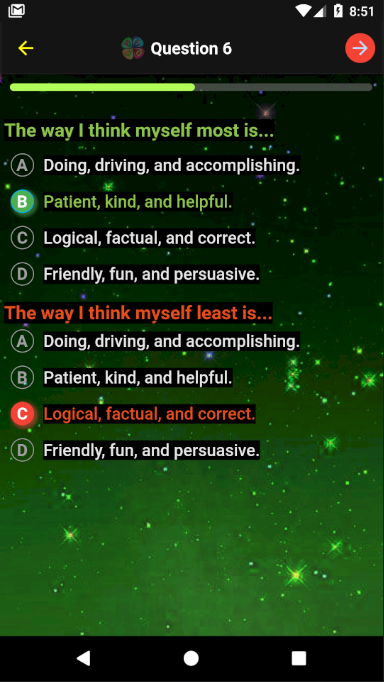 8:51
Question 6
The way I think myself most is...
A Doing, driving, and accomplishing.
B Patient, kind, and helpful.
C Logical, factual, and correct.
D Friendly, fun, and persuasive.
The way I think myself least is...
A Doing, driving, and accomplishing.
B Patient, kind, and helpful.
C Logical, factual, and correct.
D Friendly, fun, and persuasive.